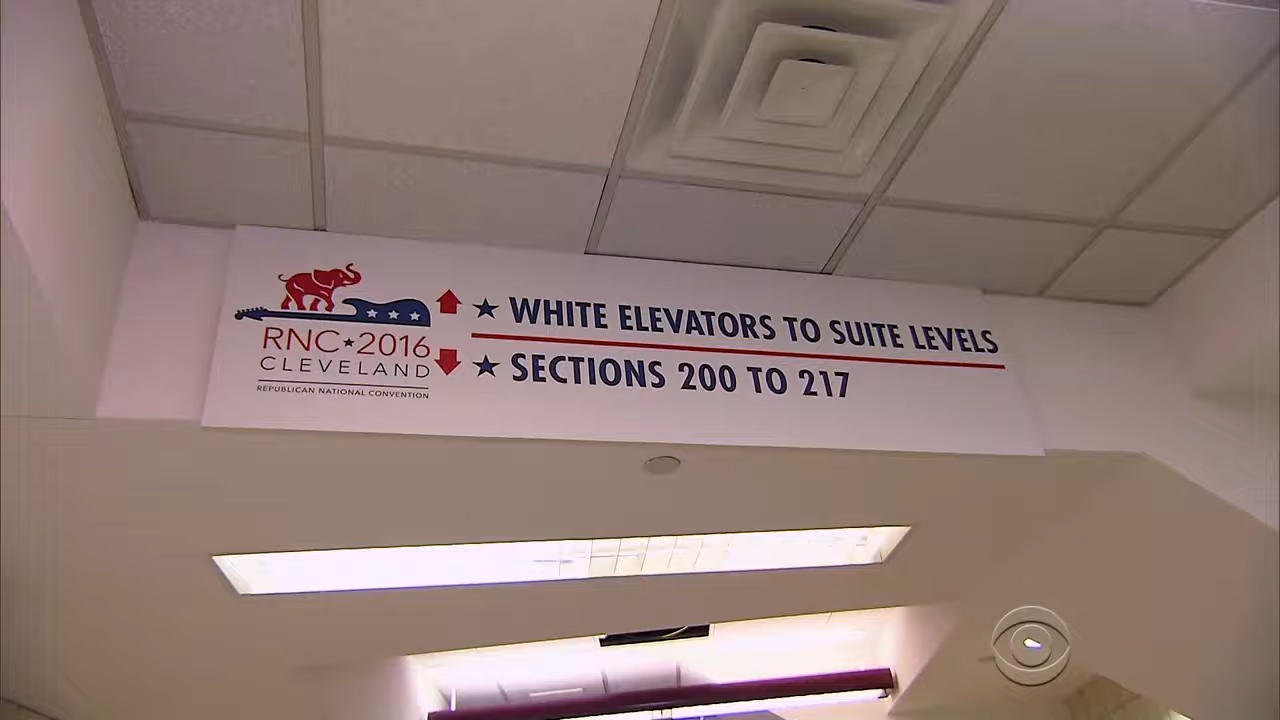 RNC★2016
CLEVELAND
REPUBLICAN NATIONAL CONVENTION
★ WHITE ELEVATORS TO SUITE LEVELS
★ SECTIONS 200 TO 217